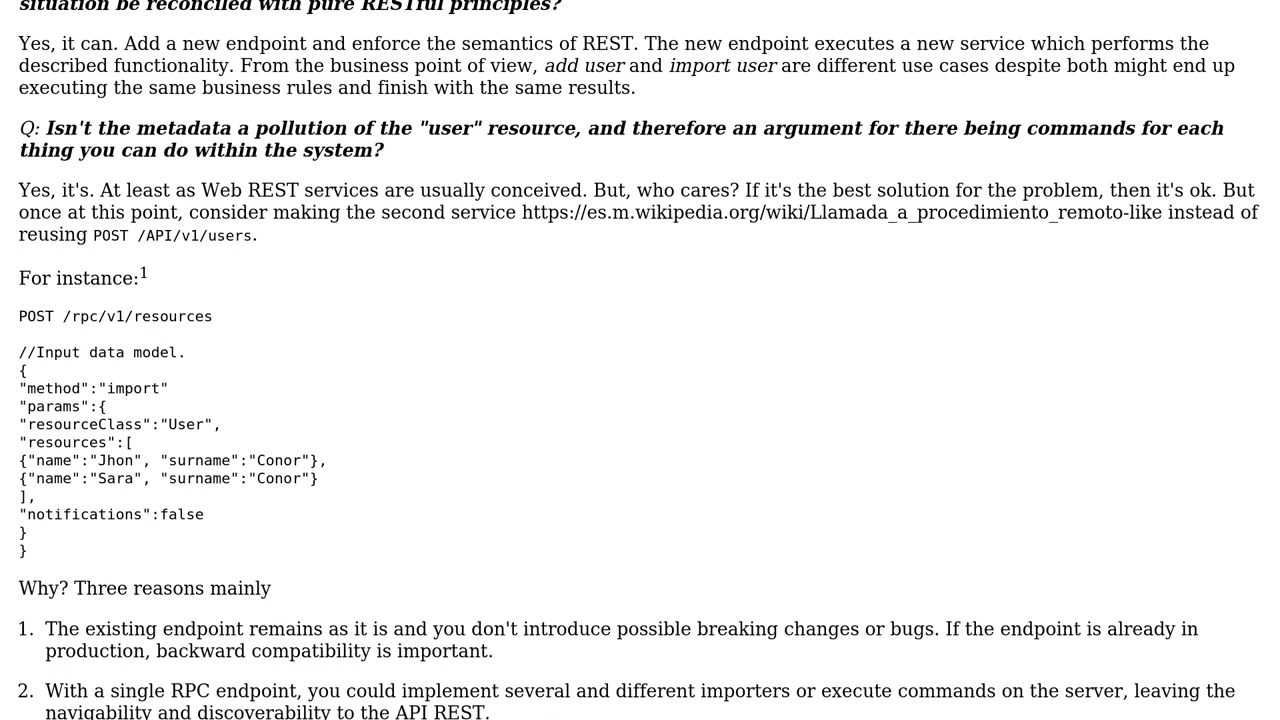 situation be reconciled with pure RESTful principles?
Yes, it can. Add a new endpoint and enforce the semantics of REST. The new endpoint executes a new service which performs the
described functionality. From the business point of view, add user and import user are different use cases despite both might end up
executing the same business rules and finish with the same results.
Q: Isn't the metadata a pollution of the "user" resource, and therefore an argument for there being commands for each
thing you can do within the system?
Yes, it's. At least as Web REST services are usually conceived. But, who cares? If it's the best solution for the problem, then it's ok. But
once at this point, consider making the second service https://es.m.wikipedia.org/wiki/Llamada_a_procedimiento_remoto-like instead of
reusing POST /API/v1/users.
For instance:1
POST /rpc/v1/resources
//Input data model.
{
"method":"import"
"params":{
"resourceClass":"User",
"resources":[
{"name":"Jhon", "surname":"Conor"},
{"name":"Sara", "surname":"Conor"}
],
"notifications":false
}
}
Why? Three reasons mainly
1. The existing endpoint remains as it is and you don't introduce possible breaking changes or bugs. If the endpoint is already in
production, backward compatibility is important.
2. With a single RPC endpoint, you could implement several and different importers or execute commands on the server, leaving the
navigability and discoverability to the API REST.